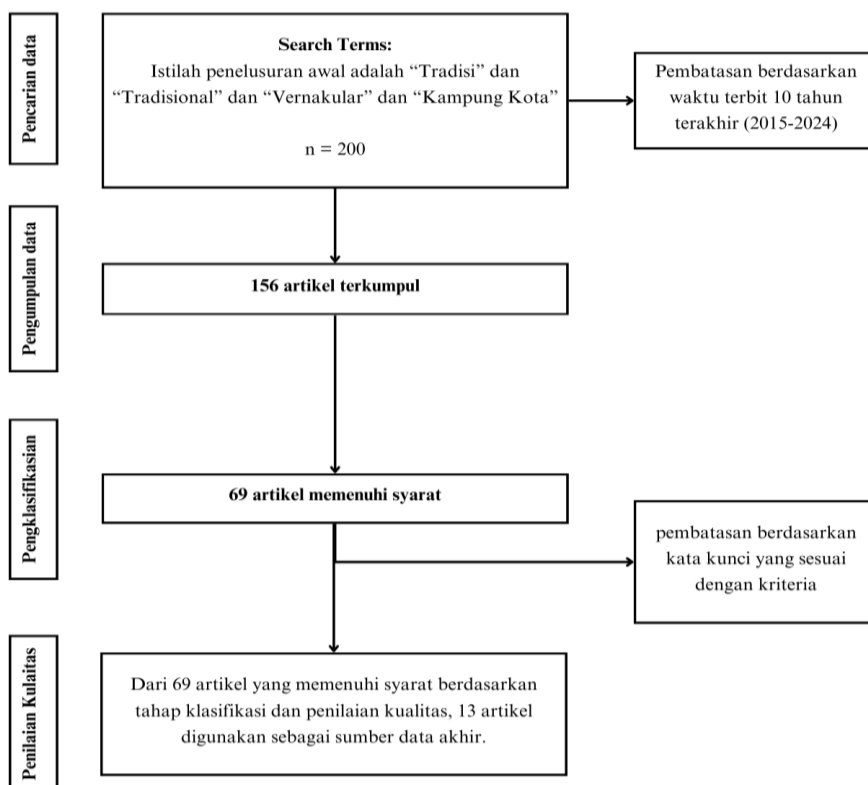 Pencarian data
Search Terms:
Istilah penelusuran awal adalah “Tradisi” dan
“Tradisional” dan “Vernakular” dan “Kampung Kota”
n = 200
Pembatasan berdasarkan
waktu terbit 10 tahun
terakhir (2015-2024)
Pengumpulan data
156 artikel terkumpul
Pengklasifikasian
69 artikel memenuhi syarat
pembatasan berdasarkan
kata kunci yang sesuai
dengan kriteria
Penilaian Kulaitas
Dari 69 artikel yang memenuhi syarat berdasarkan
tahap klasifikasi dan penilaian kualitas, 13 artikel
digunakan sebagai sumber data akhir.